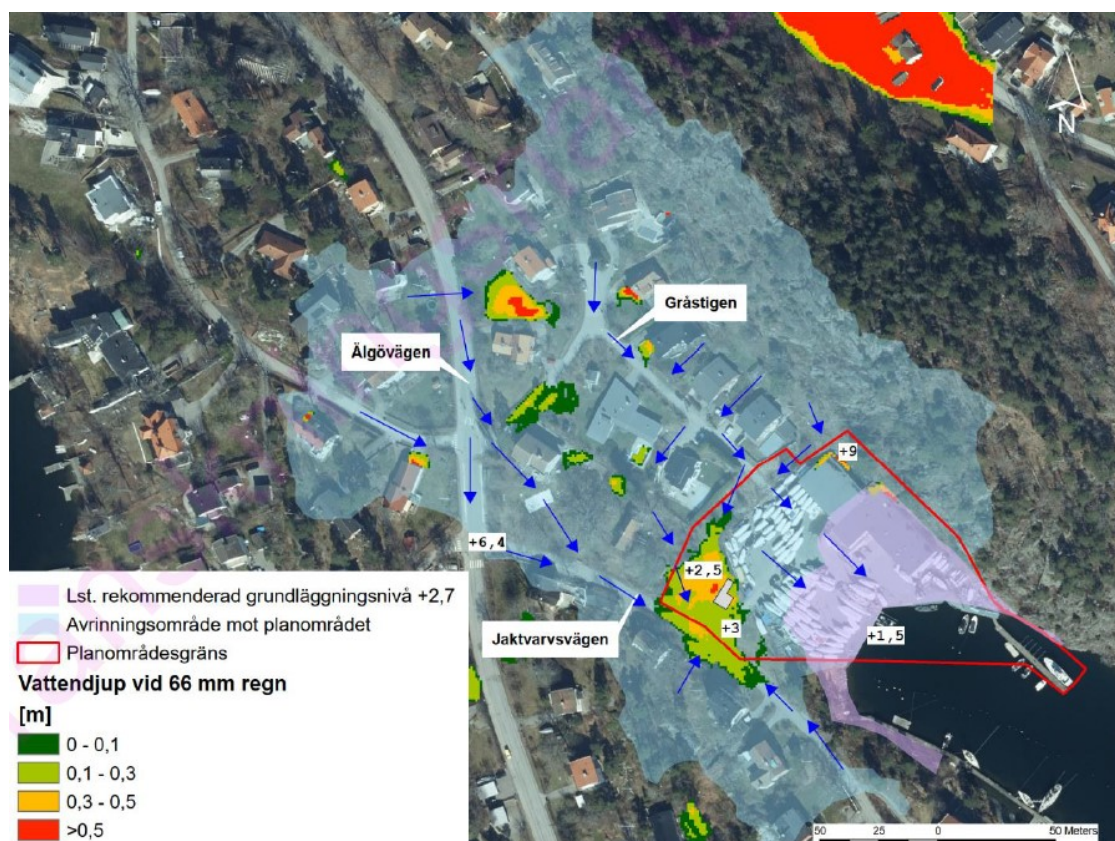 N
Gråstigen
Älgövägen
+9
+6,4
+2,5
+3
+1,5
Jaktvarvsvägen
Lst. rekommenderad grundläggningsnivå +2,7
Avrinningsområde mot planområdet
Planområdesgräns
Vattendjup vid 66 mm regn
[m]
0 - 0,1
0,1 - 0,3
0,3 - 0,5
>0,5
50 25 0 50 Meters